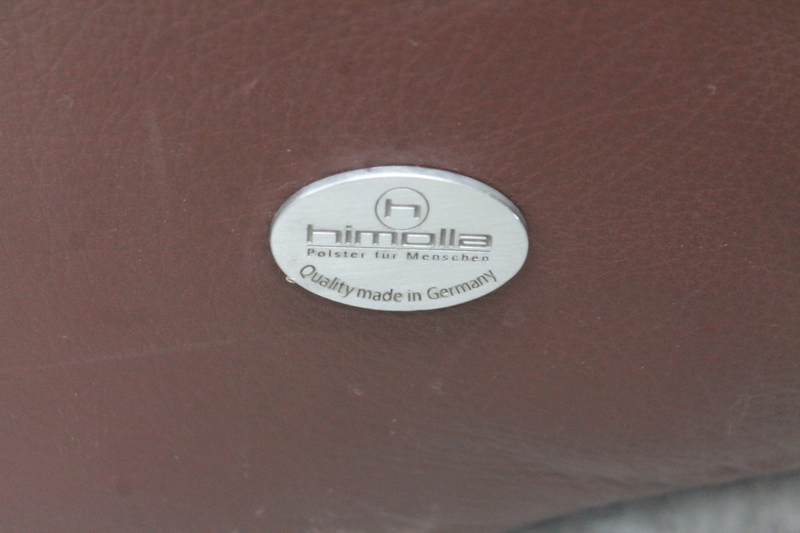 h
himolla
Polster für Menschen
Quality made in Germany